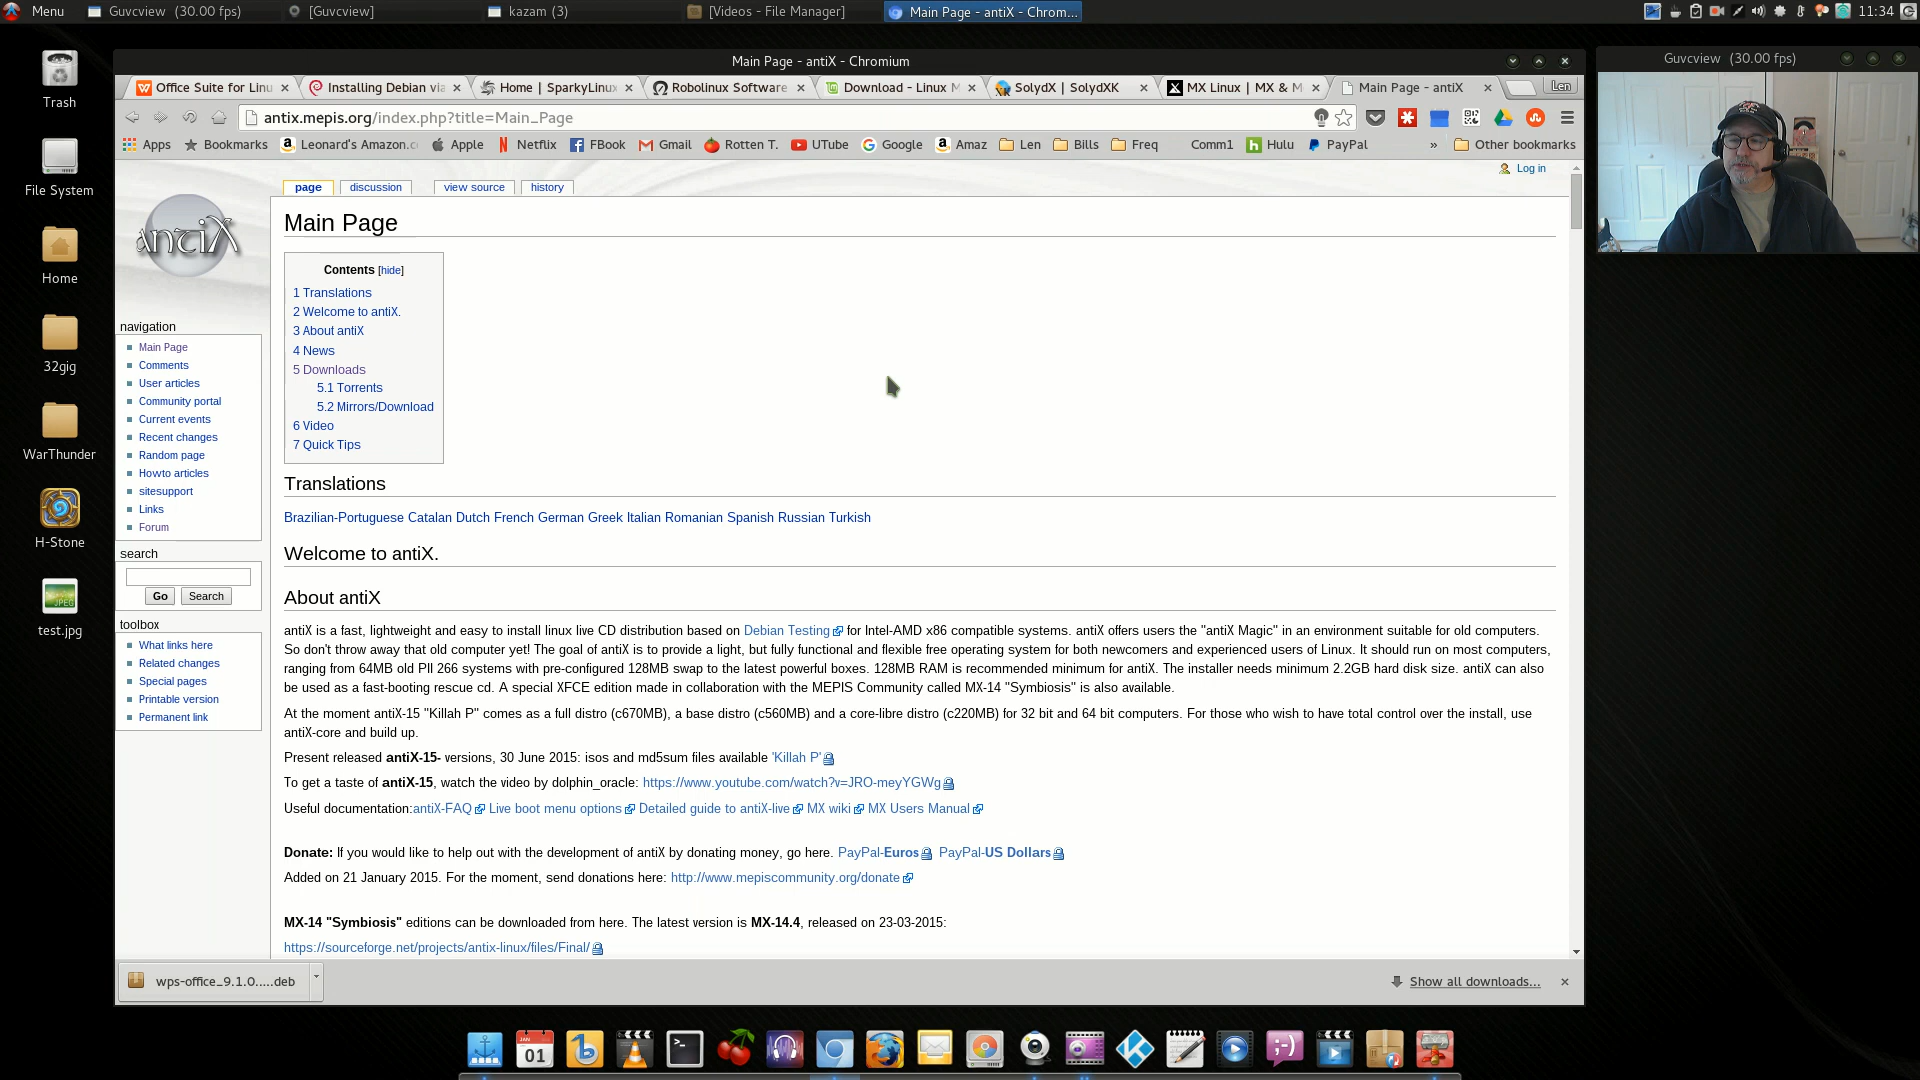 Menu
Guvcview (30.00 fps)
[Guvcview]
kazam (3)
[Videos - File Manager]
Main Page - antiX - Chrom...
11:34
Trash
File System
Home
32gig
WarThunder
H-Stone
test.jpg
Main Page - antiX - Chromium
Guvcview (30.00 fps)
Office Suite for Linu
Installing Debian via
Home | SparkyLinux
Robolinux Software
Download - Linux M
SolydX | SolydXK
MX Linux | MX & M
Main Page - antiX
Len
antix.mepis.org/index.php?title=Main_Page
Apps
Bookmarks
Leonard's Amazon.c
Apple
Netflix
FBook
Gmail
Rotten T.
UTube
Google
Amaz
Len
Bills
Freq
Comm1
Hulu
PayPal
»
Other bookmarks
Log in
page
discussion
view source
history
antiX
Main Page
Contents [hide]
1 Translations
2 Welcome to antiX.
3 About antiX
4 News
5 Downloads
5.1 Torrents
5.2 Mirrors/Download
6 Video
7 Quick Tips
navigation
Main Page
Comments
User articles
Community portal
Current events
Recent changes
Random page
Howto articles
sitesupport
Links
Forum
search
Go
Search
toolbox
What links here
Related changes
Special pages
Printable version
Permanent link
Translations
Brazilian-Portuguese Catalan Dutch French German Greek Italian Romanian Spanish Russian Turkish
Welcome to antiX.
About antiX
antiX is a fast, lightweight and easy to install linux live CD distribution based on Debian Testing for Intel-AMD x86 compatible systems. antiX offers users the "antiX Magic" in an environment suitable for old computers.
So don't throw away that old computer yet! The goal of antiX is to provide a light, but fully functional and flexible free operating system for both newcomers and experienced users of Linux. It should run on most computers,
ranging from 64MB old PII 266 systems with pre-configured 128MB swap to the latest powerful boxes. 128MB RAM is recommended minimum for antiX. The installer needs minimum 2.2GB hard disk size. antiX can also
be used as a fast-booting rescue cd. A special XFCE edition made in collaboration with the MEPIS Community called MX-14 "Symbiosis" is also available.
At the moment antiX-15 "Killah P" comes as a full distro (c670MB), a base distro (c560MB) and a core-libre distro (c220MB) for 32 bit and 64 bit computers. For those who wish to have total control over the install, use
antiX-core and build up.
Present released antiX-15- versions, 30 June 2015: isos and md5sum files available 'Killah P'
To get a taste of antiX-15, watch the video by dolphin_oracle: https://www.youtube.com/watch?v=JRO-meyYGWg
Useful documentation:antiX-FAQ Live boot menu options Detailed guide to antiX-live MX wiki MX Users Manual
Donate: If you would like to help out with the development of antiX by donating money, go here. PayPal-Euros PayPal-US Dollars
Added on 21 January 2015. For the moment, send donations here: http://www.mepiscommunity.org/donate
MX-14 "Symbiosis" editions can be downloaded from here. The latest version is MX-14.4, released on 23-03-2015:
https://sourceforge.net/projects/antix-linux/files/Final/
wps-office_9.1.0.....deb
Show all downloads...
JAN
01